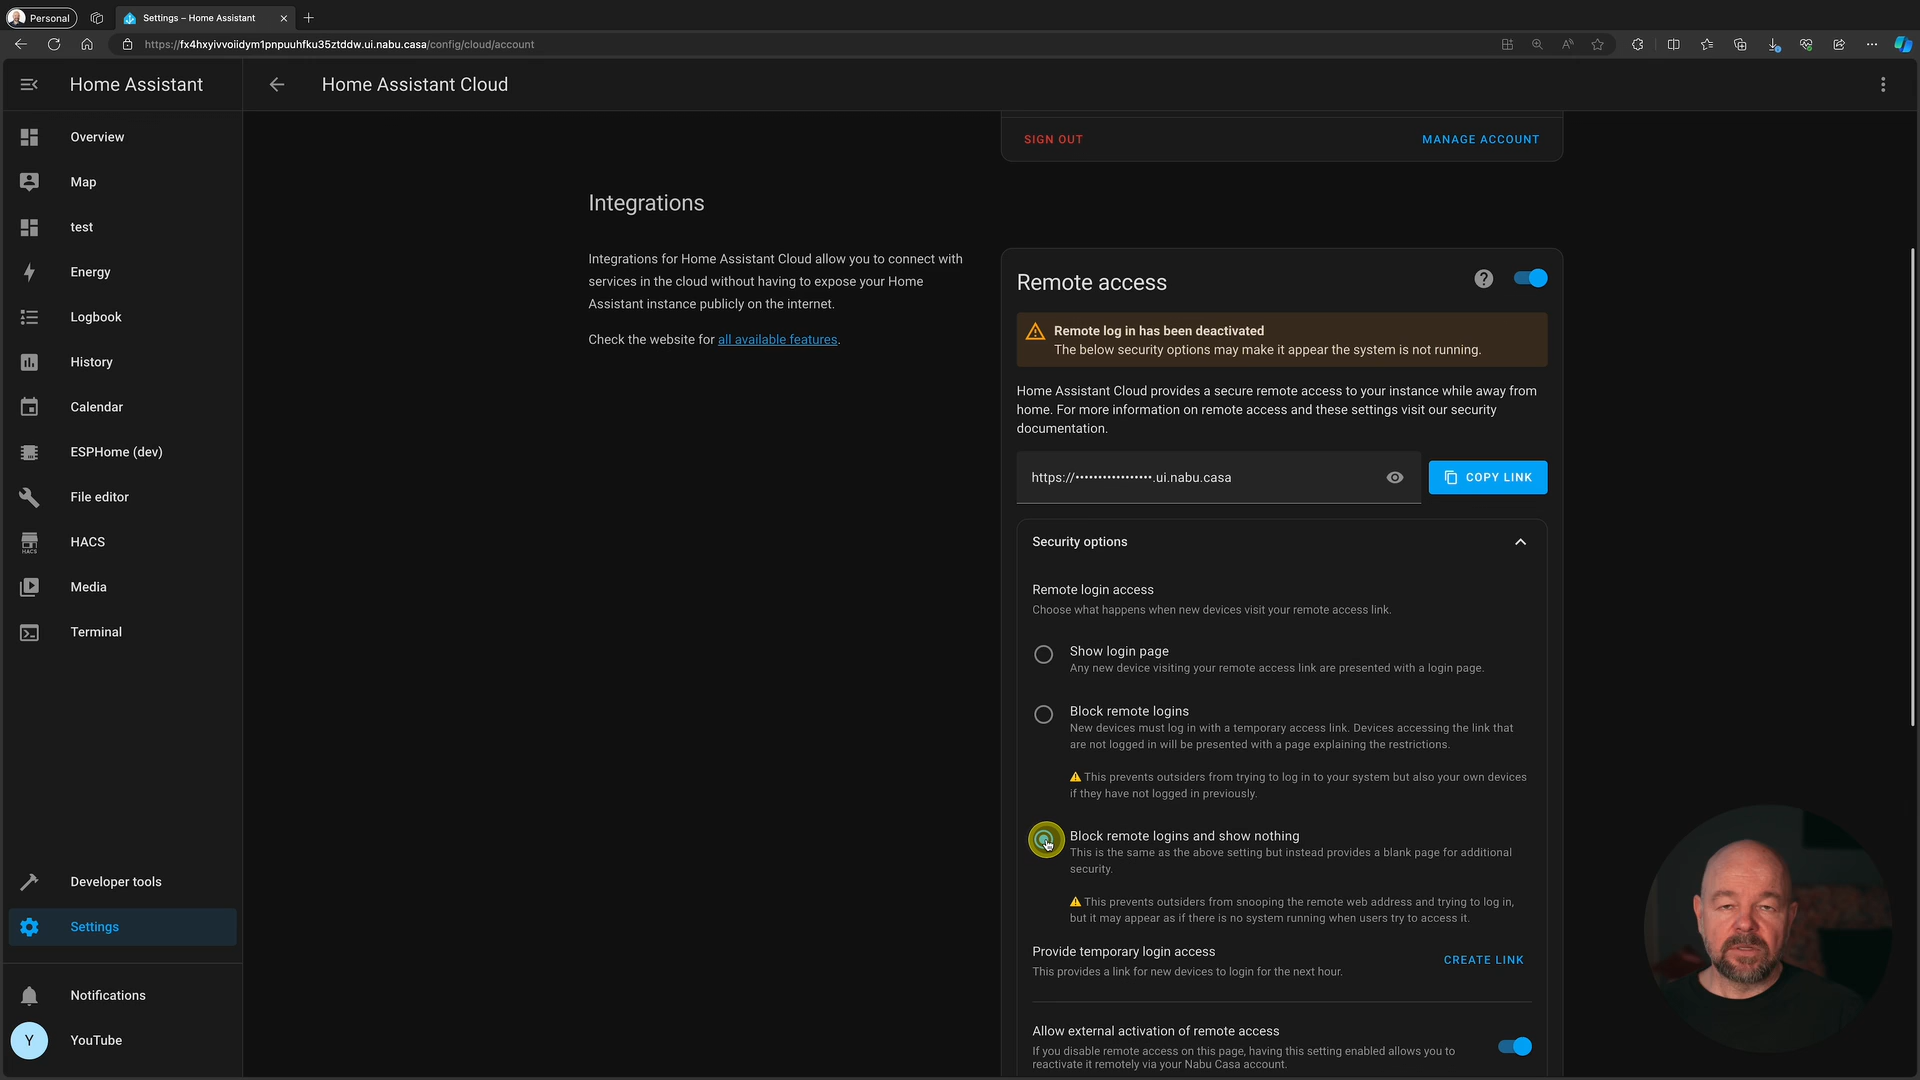 Personal
Settings – Home Assistant
https://fx4hxyivvoiidym1pnpuuhfku35ztddw.ui.nabu.casa/config/cloud/account
Home Assistant
Home Assistant Cloud
Overview
Map
test
Energy
Logbook
History
Calendar
ESPHome (dev)
File editor
HACS
HACS
Media
Terminal
Developer tools
Settings
Notifications
Y
YouTube
SIGN OUT
MANAGE ACCOUNT
Integrations
Integrations for Home Assistant Cloud allow you to connect with
services in the cloud without having to expose your Home
Assistant instance publicly on the internet.
Check the website for all available features.
Remote access
Remote log in has been deactivated
The below security options may make it appear the system is not running.
Home Assistant Cloud provides a secure remote access to your instance while away from
home. For more information on remote access and these settings visit our security
documentation.
https://••••••••••••••••.ui.nabu.casa
COPY LINK
Security options
Remote login access
Choose what happens when new devices visit your remote access link.
Show login page
Any new device visiting your remote access link are presented with a login page.
Block remote logins
New devices must log in with a temporary access link. Devices accessing the link that
are not logged in will be presented with a page explaining the restrictions.
⚠ This prevents outsiders from trying to log in to your system but also your own devices
if they have not logged in previously.
Block remote logins and show nothing
This is the same as the above setting but instead provides a blank page for additional
security.
⚠ This prevents outsiders from snooping the remote web address and trying to log in,
but it may appear as if there is no system running when users try to access it.
Provide temporary login access
This provides a link for new devices to login for the next hour.
CREATE LINK
Allow external activation of remote access
If you disable remote access on this page, having this setting enabled allows you to
reactivate it remotely via your Nabu Casa account.